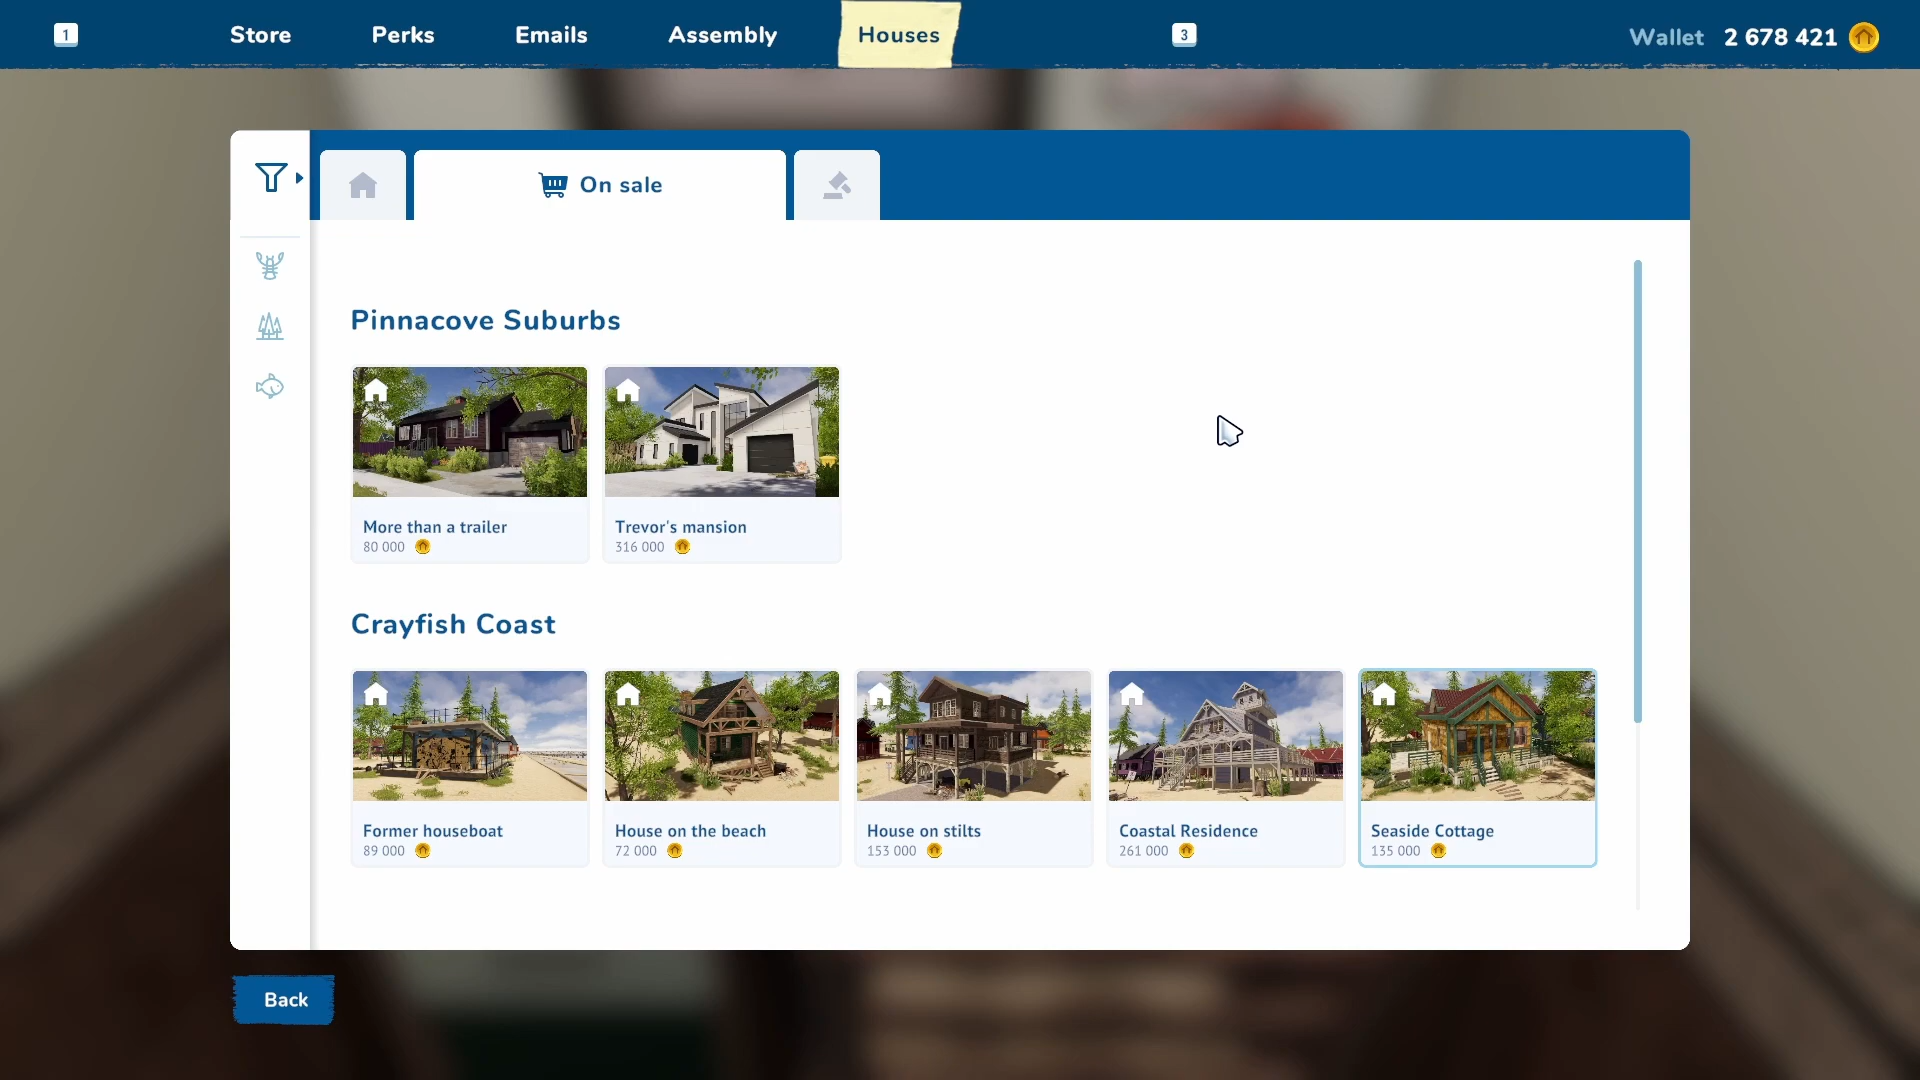 1
Store
Perks
Emails
Assembly
Houses
3
Wallet 2 678 421
On sale
Pinnacove Suburbs
More than a trailer
80 000
Trevor's mansion
316 000
Crayfish Coast
Former houseboat
89 000
House on the beach
72 000
House on stilts
153 000
Coastal Residence
261 000
Seaside Cottage
135 000
Back